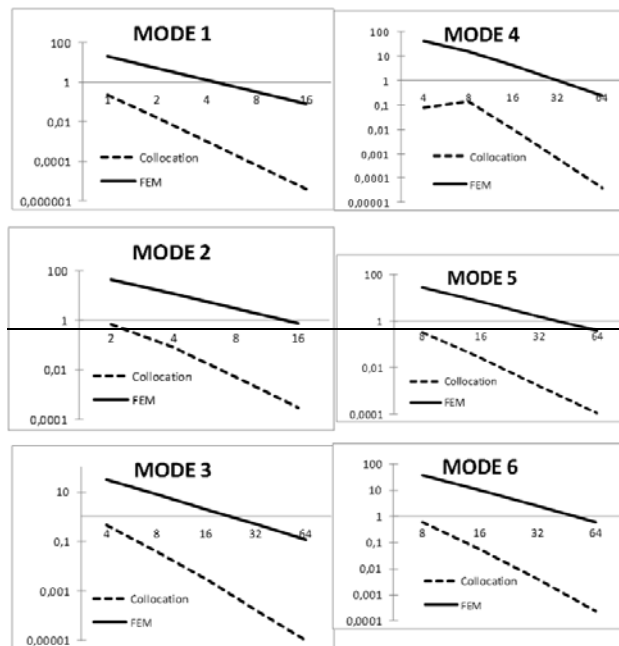 MODE 1
100
1
0,01
0,0001
0,000001
1 2 4 8 16
Collocation
FEM
MODE 4
100
10
1
0,1
0,01
0,001
0,0001
0,00001
4 8 16 32 64
Collocation
FEM
MODE 2
100
1
0,01
0,0001
2 4 8 16
Collocation
FEM
MODE 5
100
1
0,01
0,0001
8 16 32 64
Collocation
FEM
MODE 3
10
0,1
0,001
0,00001
4 8 16 32 64
Collocation
FEM
MODE 6
100
10
1
0,1
0,01
0,001
0,0001
8 16 32 64
Collocation
FEM